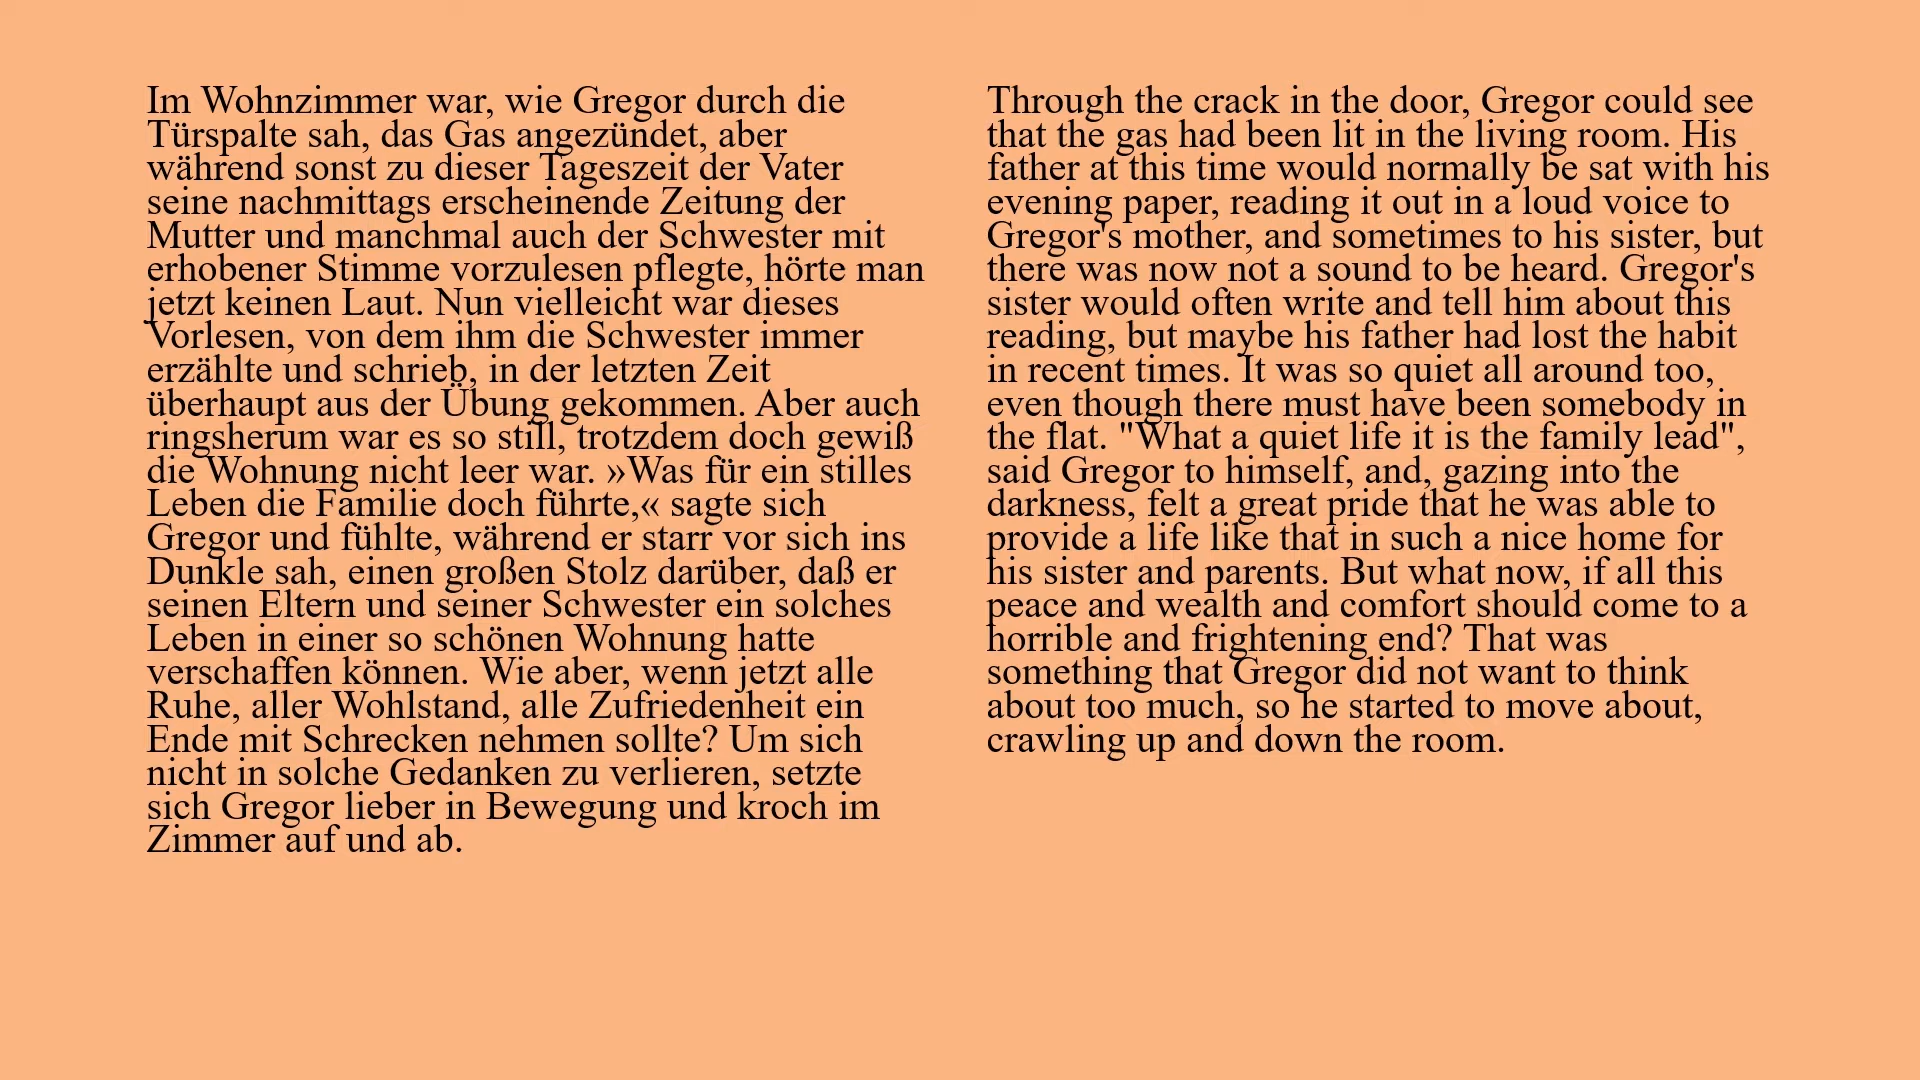 Im Wohnzimmer war, wie Gregor durch die
Türspalte sah, das Gas angezündet, aber
während sonst zu dieser Tageszeit der Vater
seine nachmittags erscheinende Zeitung der
Mutter und manchmal auch der Schwester mit
erhobener Stimme vorzulesen pflegte, hörte man
jetzt keinen Laut. Nun vielleicht war dieses
Vorlesen, von dem ihm die Schwester immer
erzählte und schrieb, in der letzten Zeit
überhaupt aus der Übung gekommen. Aber auch
ringsherum war es so still, trotzdem doch gewiß
die Wohnung nicht leer war. »Was für ein stilles
Leben die Familie doch führte,« sagte sich
Gregor und fühlte, während er starr vor sich ins
Dunkle sah, einen großen Stolz darüber, daß er
seinen Eltern und seiner Schwester ein solches
Leben in einer so schönen Wohnung hatte
verschaffen können. Wie aber, wenn jetzt alle
Ruhe, aller Wohlstand, alle Zufriedenheit ein
Ende mit Schrecken nehmen sollte? Um sich
nicht in solche Gedanken zu verlieren, setzte
sich Gregor lieber in Bewegung und kroch im
Zimmer auf und ab.
Through the crack in the door, Gregor could see
that the gas had been lit in the living room. His
father at this time would normally be sat with his
evening paper, reading it out in a loud voice to
Gregor's mother, and sometimes to his sister, but
there was now not a sound to be heard. Gregor's
sister would often write and tell him about this
reading, but maybe his father had lost the habit
in recent times. It was so quiet all around too,
even though there must have been somebody in
the flat. "What a quiet life it is the family lead",
said Gregor to himself, and, gazing into the
darkness, felt a great pride that he was able to
provide a life like that in such a nice home for
his sister and parents. But what now, if all this
peace and wealth and comfort should come to a
horrible and frightening end? That was
something that Gregor did not want to think
about too much, so he started to move about,
crawling up and down the room.